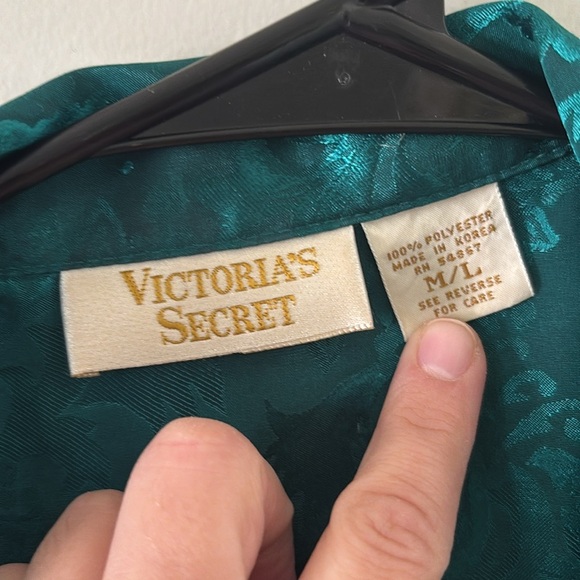 VICTORIA'S
SECRET
100% POLYESTER
MADE IN KOREA
RN 54867
M/L
SEE REVERSE
FOR CARE